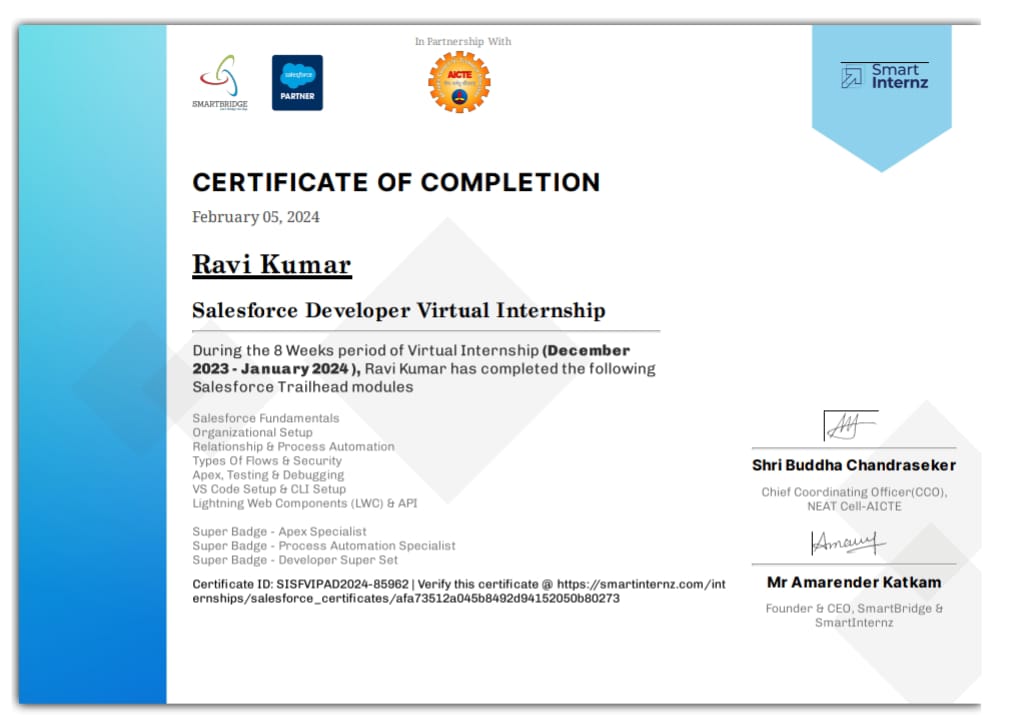 In Partnership With
SMARTBRIDGE
salesforce
PARTNER
AICTE
Smart
Internz
CERTIFICATE OF COMPLETION
February 05, 2024
Ravi Kumar
Salesforce Developer Virtual Internship
During the 8 Weeks period of Virtual Internship (December
2023 - January 2024 ), Ravi Kumar has completed the following
Salesforce Trailhead modules
Salesforce Fundamentals
Organizational Setup
Relationship & Process Automation
Types Of Flows & Security
Apex, Testing & Debugging
VS Code Setup & CLI Setup
Lightning Web Components (LWC) & API
Super Badge - Apex Specialist
Super Badge - Process Automation Specialist
Super Badge - Developer Super Set
Certificate ID: SISFVIPAD2024-85962 | Verify this certificate @ https://smartinternz.com/int
ernships/salesforce_certificates/afa73512a045b8492d94152050b80273
Shri Buddha Chandraseker
Chief Coordinating Officer(CCO),
NEAT Cell-AICTE
Mr Amarender Katkam
Founder & CEO, SmartBridge &
SmartInternz